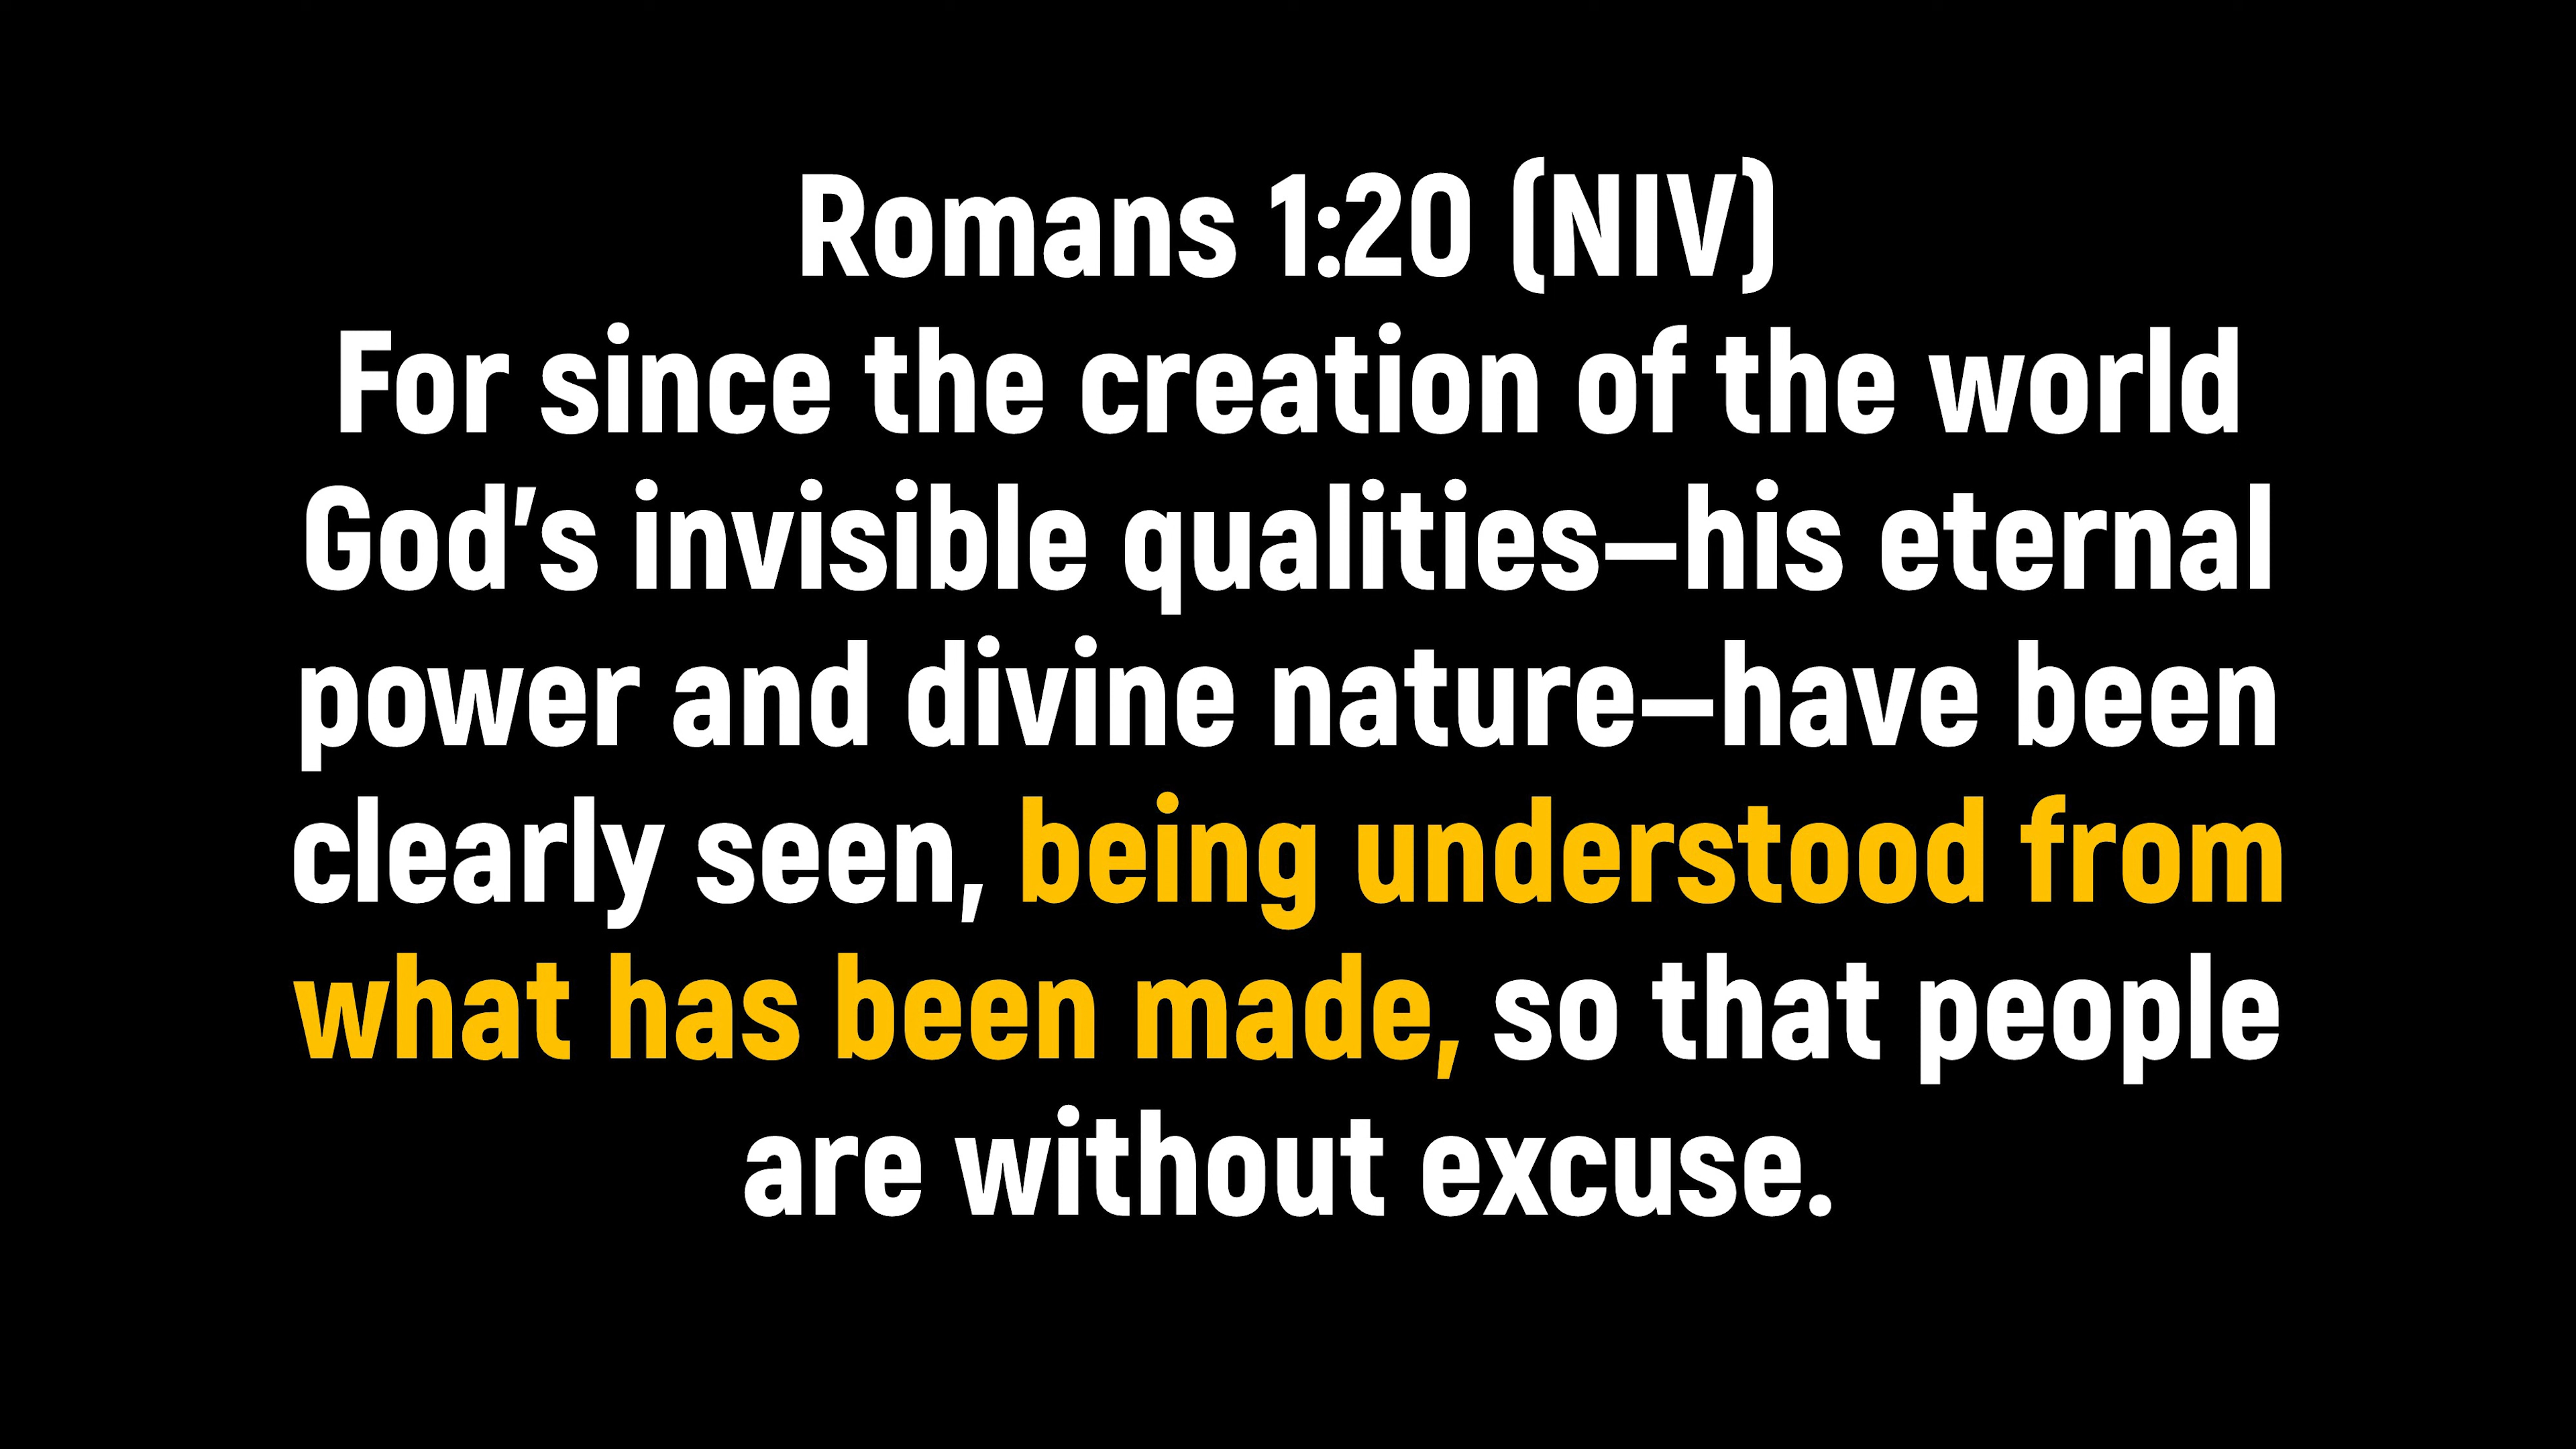 Romans 1:20 (NIV)
For since the creation of the world
God's invisible qualities—his eternal
power and divine nature—have been
clearly seen, being understood from
what has been made, so that people
are without excuse.